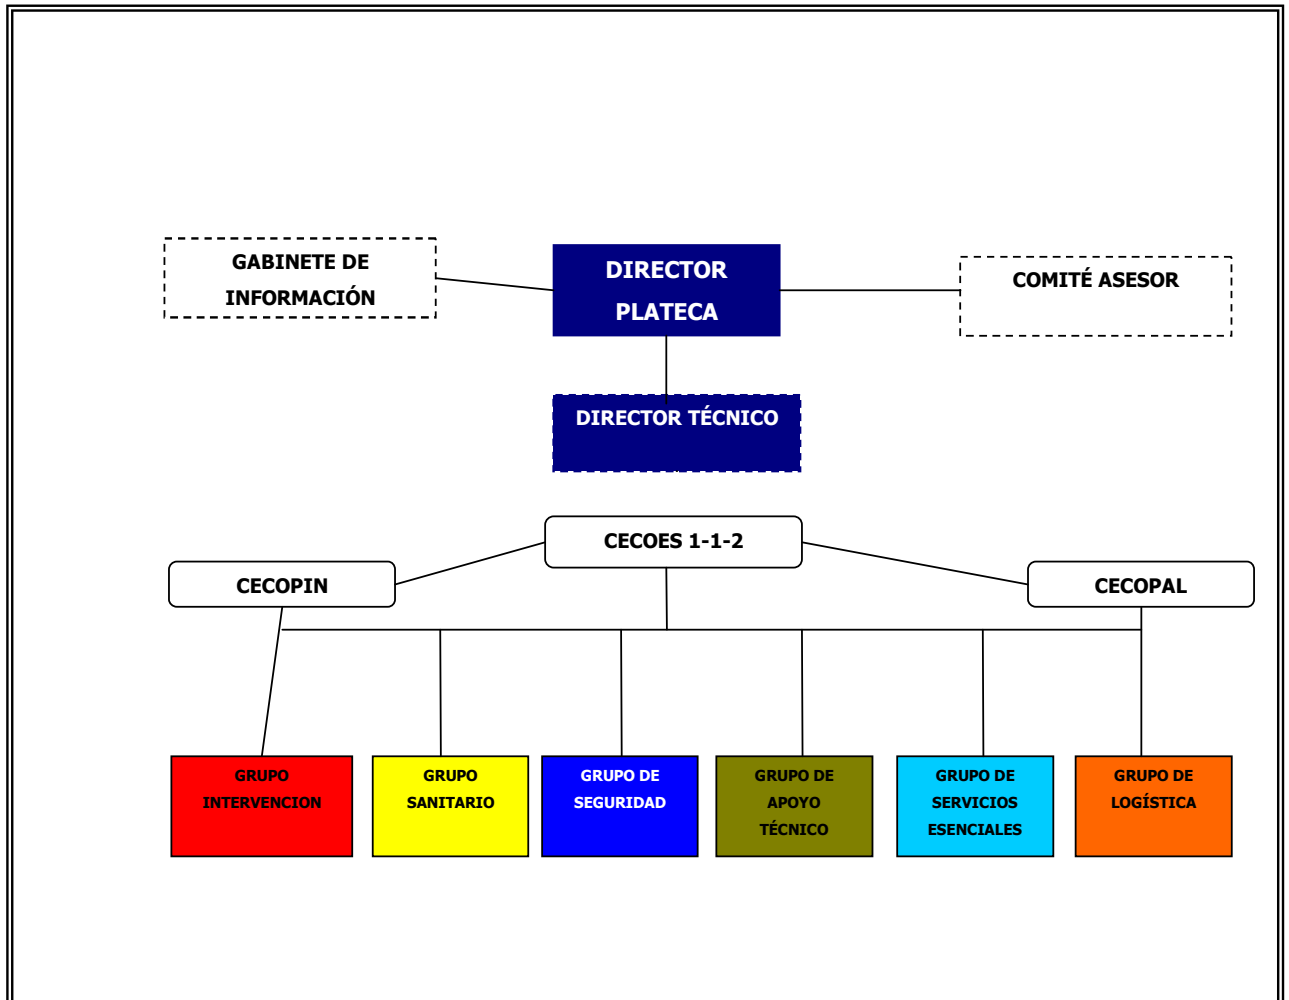 GABINETE DE
INFORMACIÓN
DIRECTOR
PLATECA
COMITÉ ASESOR
DIRECTOR TÉCNICO
CECOES 1-1-2
CECOPIN
CECOPAL
GRUPO
INTERVENCION
GRUPO
SANITARIO
GRUPO DE
SEGURIDAD
GRUPO DE
APOYO
TÉCNICO
GRUPO DE
SERVICIOS
ESENCIALES
GRUPO DE
LOGÍSTICA